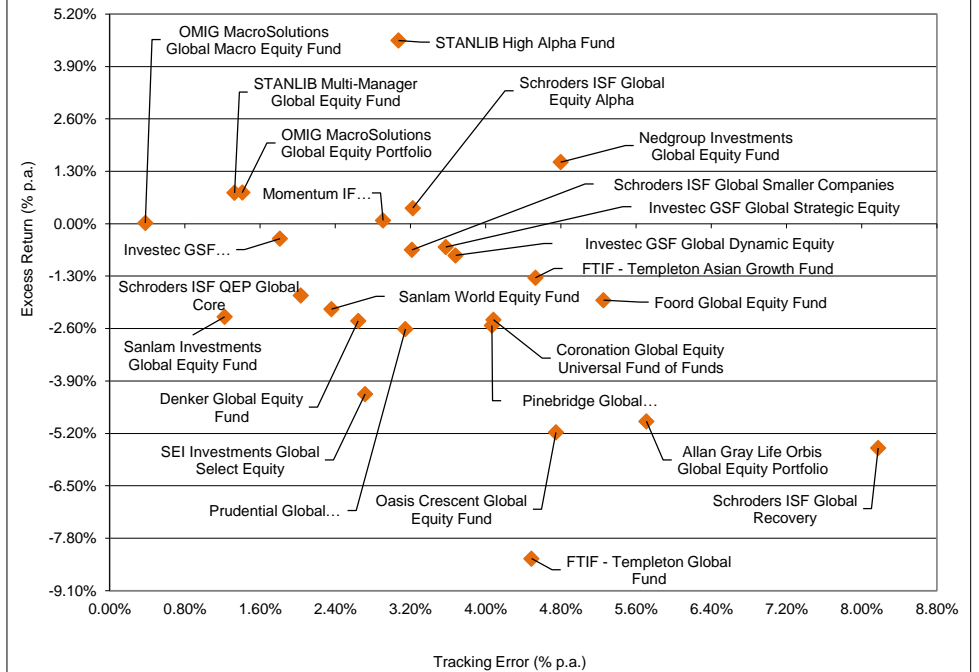 5.20%
3.90%
2.60%
1.30%
0.00%
-1.30%
-2.60%
-3.90%
-5.20%
-6.50%
-7.80%
-9.10%
Excess Return (% p.a.)
OMIG MacroSolutions
Global Macro Equity Fund
STANLIB High Alpha Fund
STANLIB Multi-Manager
Global Equity Fund
Schroders ISF Global
Equity Alpha
OMIG MacroSolutions
Global Equity Portfolio
Nedgroup Investments
Global Equity Fund
Momentum IF...
Schroders ISF Global Smaller Companies
Investec GSF Global Strategic Equity
Investec GSF...
Investec GSF Global Dynamic Equity
FTIF - Templeton Asian Growth Fund
Schroders ISF QEP Global
Core
Sanlam World Equity Fund
Foord Global Equity Fund
Sanlam Investments
Global Equity Fund
Coronation Global Equity
Universal Fund of Funds
Denker Global Equity
Fund
Pinebridge Global...
SEI Investments Global
Select Equity
Allan Gray Life Orbis
Global Equity Portfolio
Prudential Global...
Oasis Crescent Global
Equity Fund
Schroders ISF Global
Recovery
FTIF - Templeton Global
Fund
0.00% 0.80% 1.60% 2.40% 3.20% 4.00% 4.80% 5.60% 6.40% 7.20% 8.00% 8.80%
Tracking Error (% p.a.)